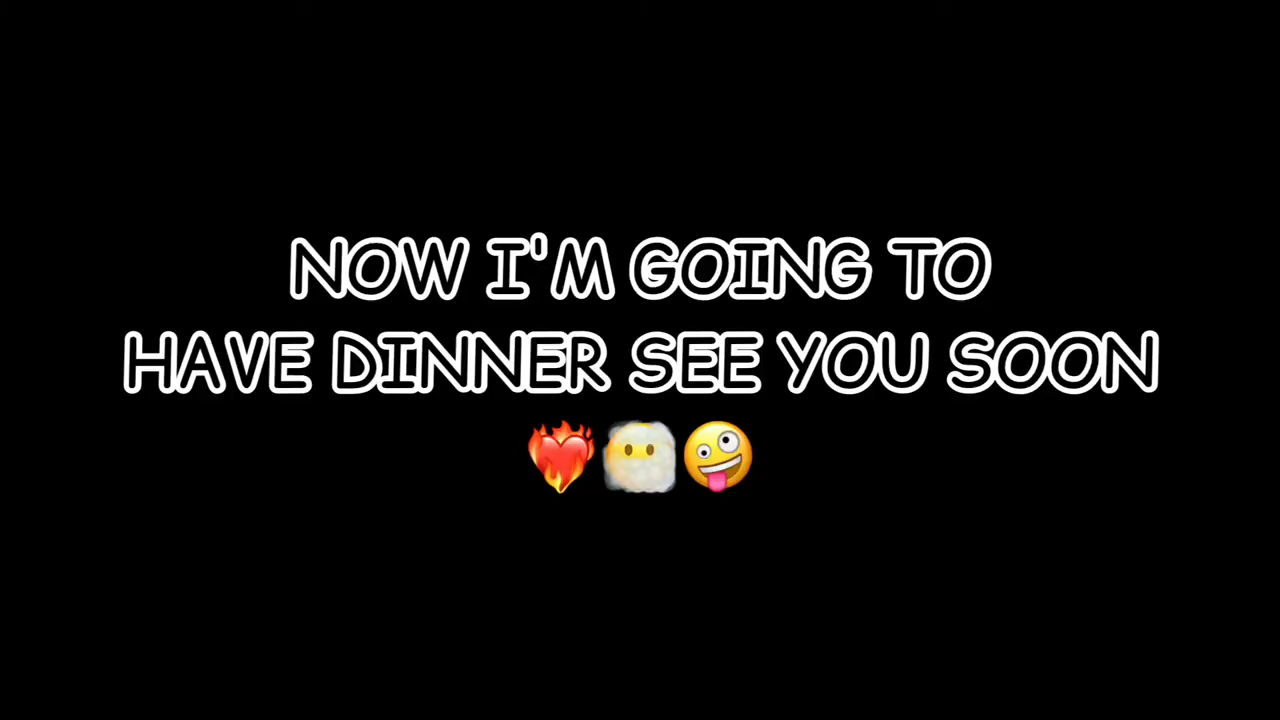 NOW I'M GOING TO
HAVE DINNER SEE YOU SOON
❤️‍🔥😶‍🌫️🤪